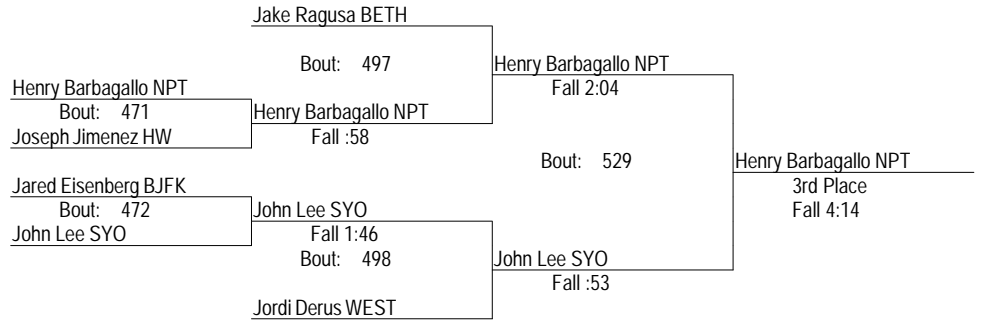 Jake Ragusa BETH
Bout: 497
Henry Barbagallo NPT
Fall 2:04
Henry Barbagallo NPT
Bout: 471
Henry Barbagallo NPT
Joseph Jimenez HW
Fall :58
Bout: 529
Henry Barbagallo NPT
3rd Place
Fall 4:14
Jared Eisenberg BJFK
Bout: 472
John Lee SYO
John Lee SYO
Fall 1:46
Bout: 498
John Lee SYO
Fall :53
Jordi Derus WEST